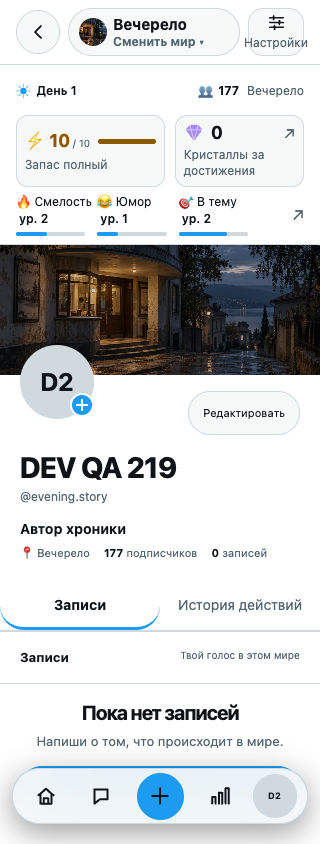 Вечерело
Сменить мир ▾
Настройки
День 1
177 Вечерело
10 / 10
Запас полный
0
Кристаллы за
достижения
Смелость
ур. 2
Юмор
ур. 1
В тему
ур. 2
D2
Редактировать
DEV QA 219
@evening.story
Автор хроники
Вечерело 177 подписчиков 0 записей
Записи История действий
Записи Твой голос в этом мире
Пока нет записей
Напиши о том, что происходит в мире.
D2